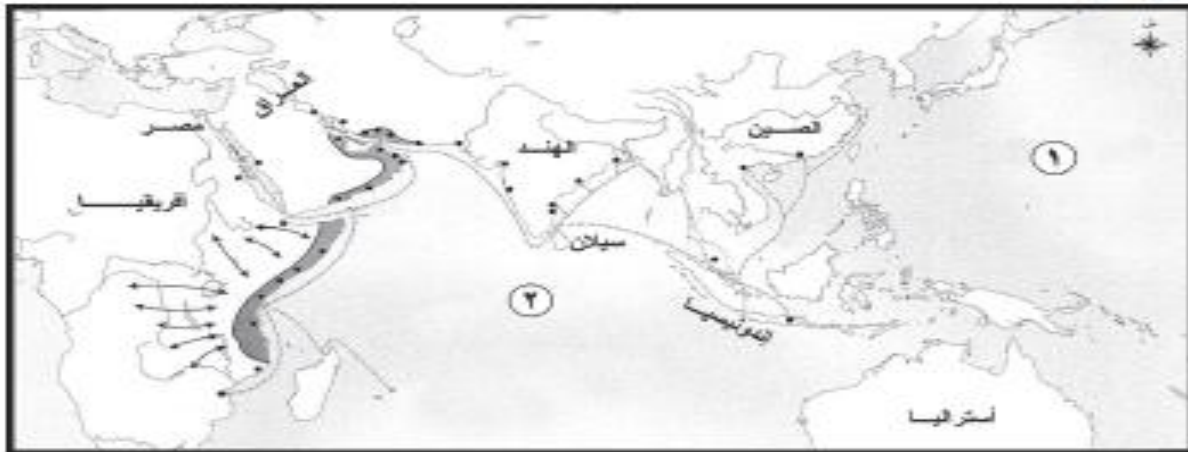 العراق
مصر
الصين
الهند
١
أفريقيا
سيلان
٢
إندونيسيا
أستراليا